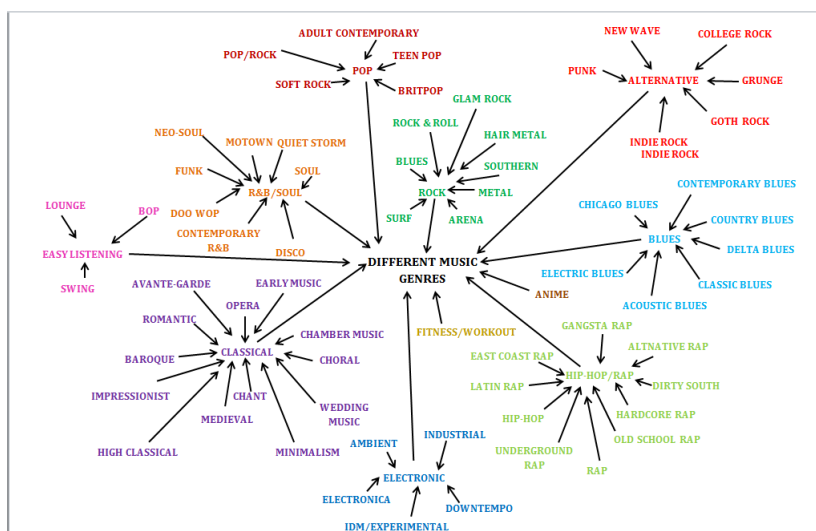 ADULT CONTEMPORARY
POP/ROCK
TEEN POP
POP
SOFT ROCK
BRITPOP
NEW WAVE
COLLEGE ROCK
PUNK
ALTERNATIVE
GRUNGE
GOTH ROCK
INDIE ROCK
INDIE ROCK
GLAM ROCK
ROCK & ROLL
HAIR METAL
BLUES
SOUTHERN
ROCK
METAL
SURF
ARENA
NEO-SOUL
MOTOWN
QUIET STORM
FUNK
SOUL
R&B/SOUL
DOO WOP
CONTEMPORARY
R&B
DISCO
LOUNGE
BOP
EASY LISTENING
SWING
DIFFERENT MUSIC
GENRES
CONTEMPORARY BLUES
CHICAGO BLUES
COUNTRY BLUES
BLUES
DELTA BLUES
ELECTRIC BLUES
CLASSIC BLUES
ACOUSTIC BLUES
ANIME
FITNESS/WORKOUT
AVANTE-GARDE
EARLY MUSIC
OPERA
ROMANTIC
CHAMBER MUSIC
CLASSICAL
BAROQUE
CHORAL
IMPRESSIONIST
CHANT
MEDIEVAL
WEDDING
MUSIC
HIGH CLASSICAL
MINIMALISM
GANGSTA RAP
EAST COAST RAP
ALTNATIVE RAP
HIP-HOP/RAP
LATIN RAP
DIRTY SOUTH
HIP-HOP
HARDCORE RAP
OLD SCHOOL RAP
UNDERGROUND
RAP
RAP
AMBIENT
INDUSTRIAL
ELECTRONIC
ELECTRONICA
DOWNTEMPO
IDM/EXPERIMENTAL